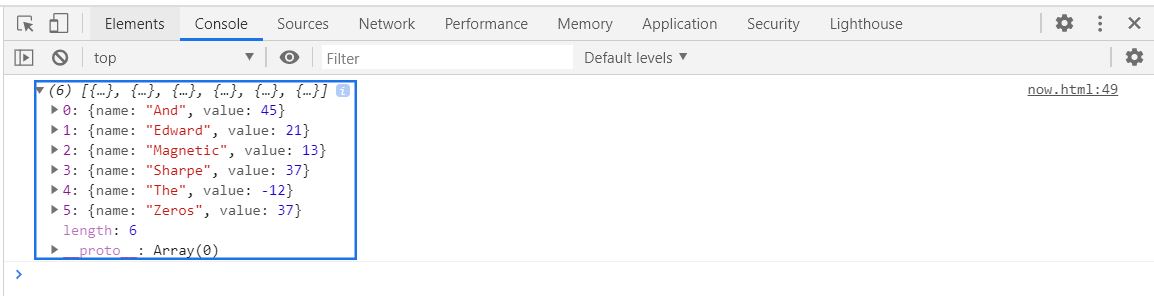 Elements Console Sources Network Performance Memory Application Security Lighthouse
top Filter Default levels
(6) [{…}, {…}, {…}, {…}, {…}, {…}] i now.html:49
0: {name: "And", value: 45}
1: {name: "Edward", value: 21}
2: {name: "Magnetic", value: 13}
3: {name: "Sharpe", value: 37}
4: {name: "The", value: -12}
5: {name: "Zeros", value: 37}
length: 6
__proto__: Array(0)